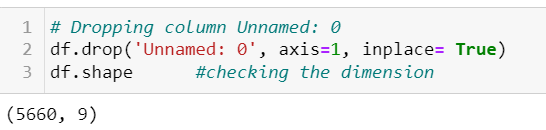 1 # Dropping column Unnamed: 0
2 df.drop('Unnamed: 0', axis=1, inplace= True)
3 df.shape #checking the dimension
(5660, 9)